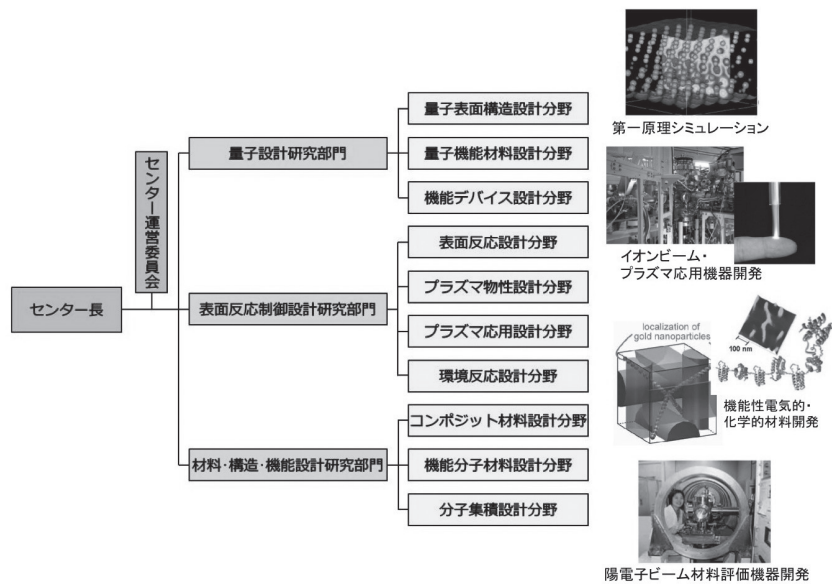 センター長
センター運営委員会
量子設計研究部門
量子表面構造設計分野
量子機能材料設計分野
機能デバイス設計分野
表面反応制御設計研究部門
表面反応設計分野
プラズマ物性設計分野
プラズマ応用設計分野
環境反応設計分野
材料・構造・機能設計研究部門
コンポジット材料設計分野
機能分子材料設計分野
分子集積設計分野
第一原理シミュレーション
イオンビーム・
プラズマ応用機器開発
localization of
gold nanoparticles
100 nm
機能性電気的・
化学的材料開発
陽電子ビーム材料評価機器開発